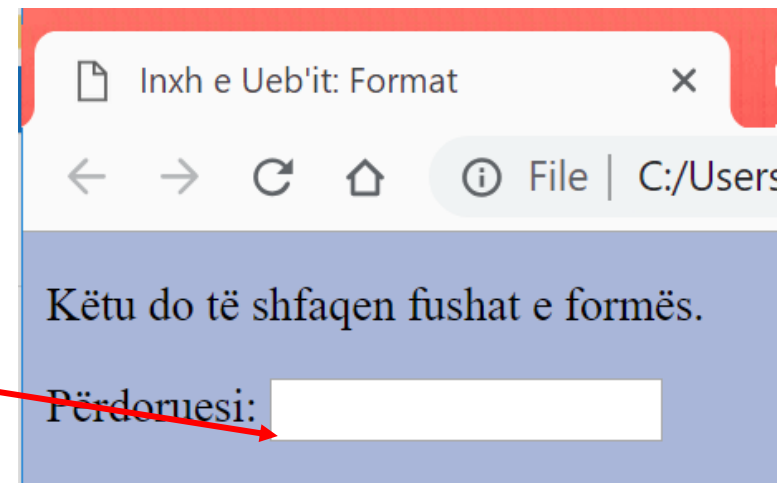 Inxh e Ueb'it: Format
File | C:/Users
Këtu do të shfaqen fushat e formës.
Përdoruesi: